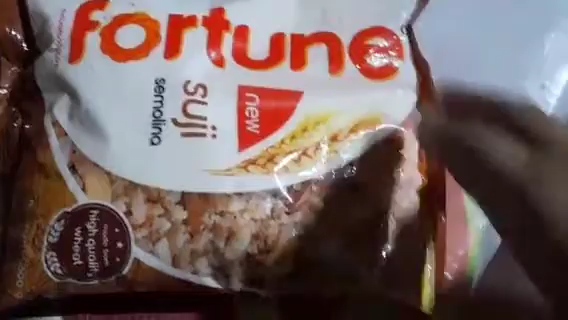 fortune
suji
semolina
new
made from
high quality
wheat